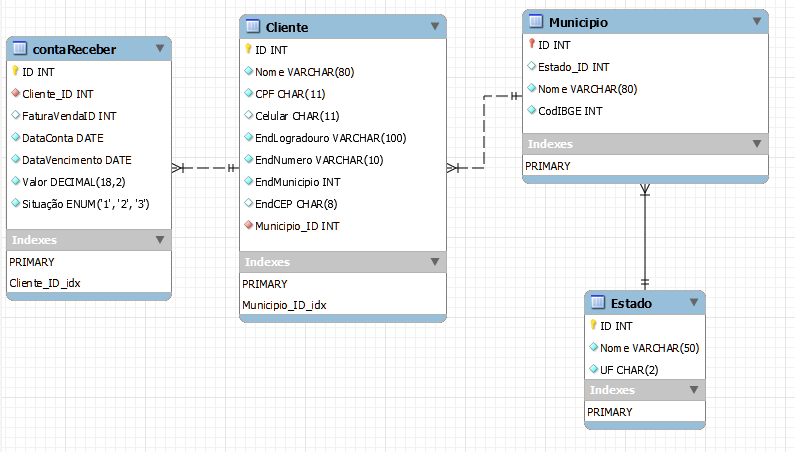 contaReceber
ID INT
Cliente_ID INT
FaturaVendaID INT
DataConta DATE
DataVencimento DATE
Valor DECIMAL(18,2)
Situação ENUM('1', '2', '3')
Indexes
PRIMARY
Cliente_ID_idx
Cliente
ID INT
Nome VARCHAR(80)
CPF CHAR(11)
Celular CHAR(11)
EndLogradouro VARCHAR(100)
EndNumero VARCHAR(10)
EndMunicipio INT
EndCEP CHAR(8)
Municipio_ID INT
Indexes
PRIMARY
Municipio_ID_idx
Municipio
ID INT
Estado_ID INT
Nome VARCHAR(80)
CodIBGE INT
Indexes
PRIMARY
Estado
ID INT
Nome VARCHAR(50)
UF CHAR(2)
Indexes
PRIMARY